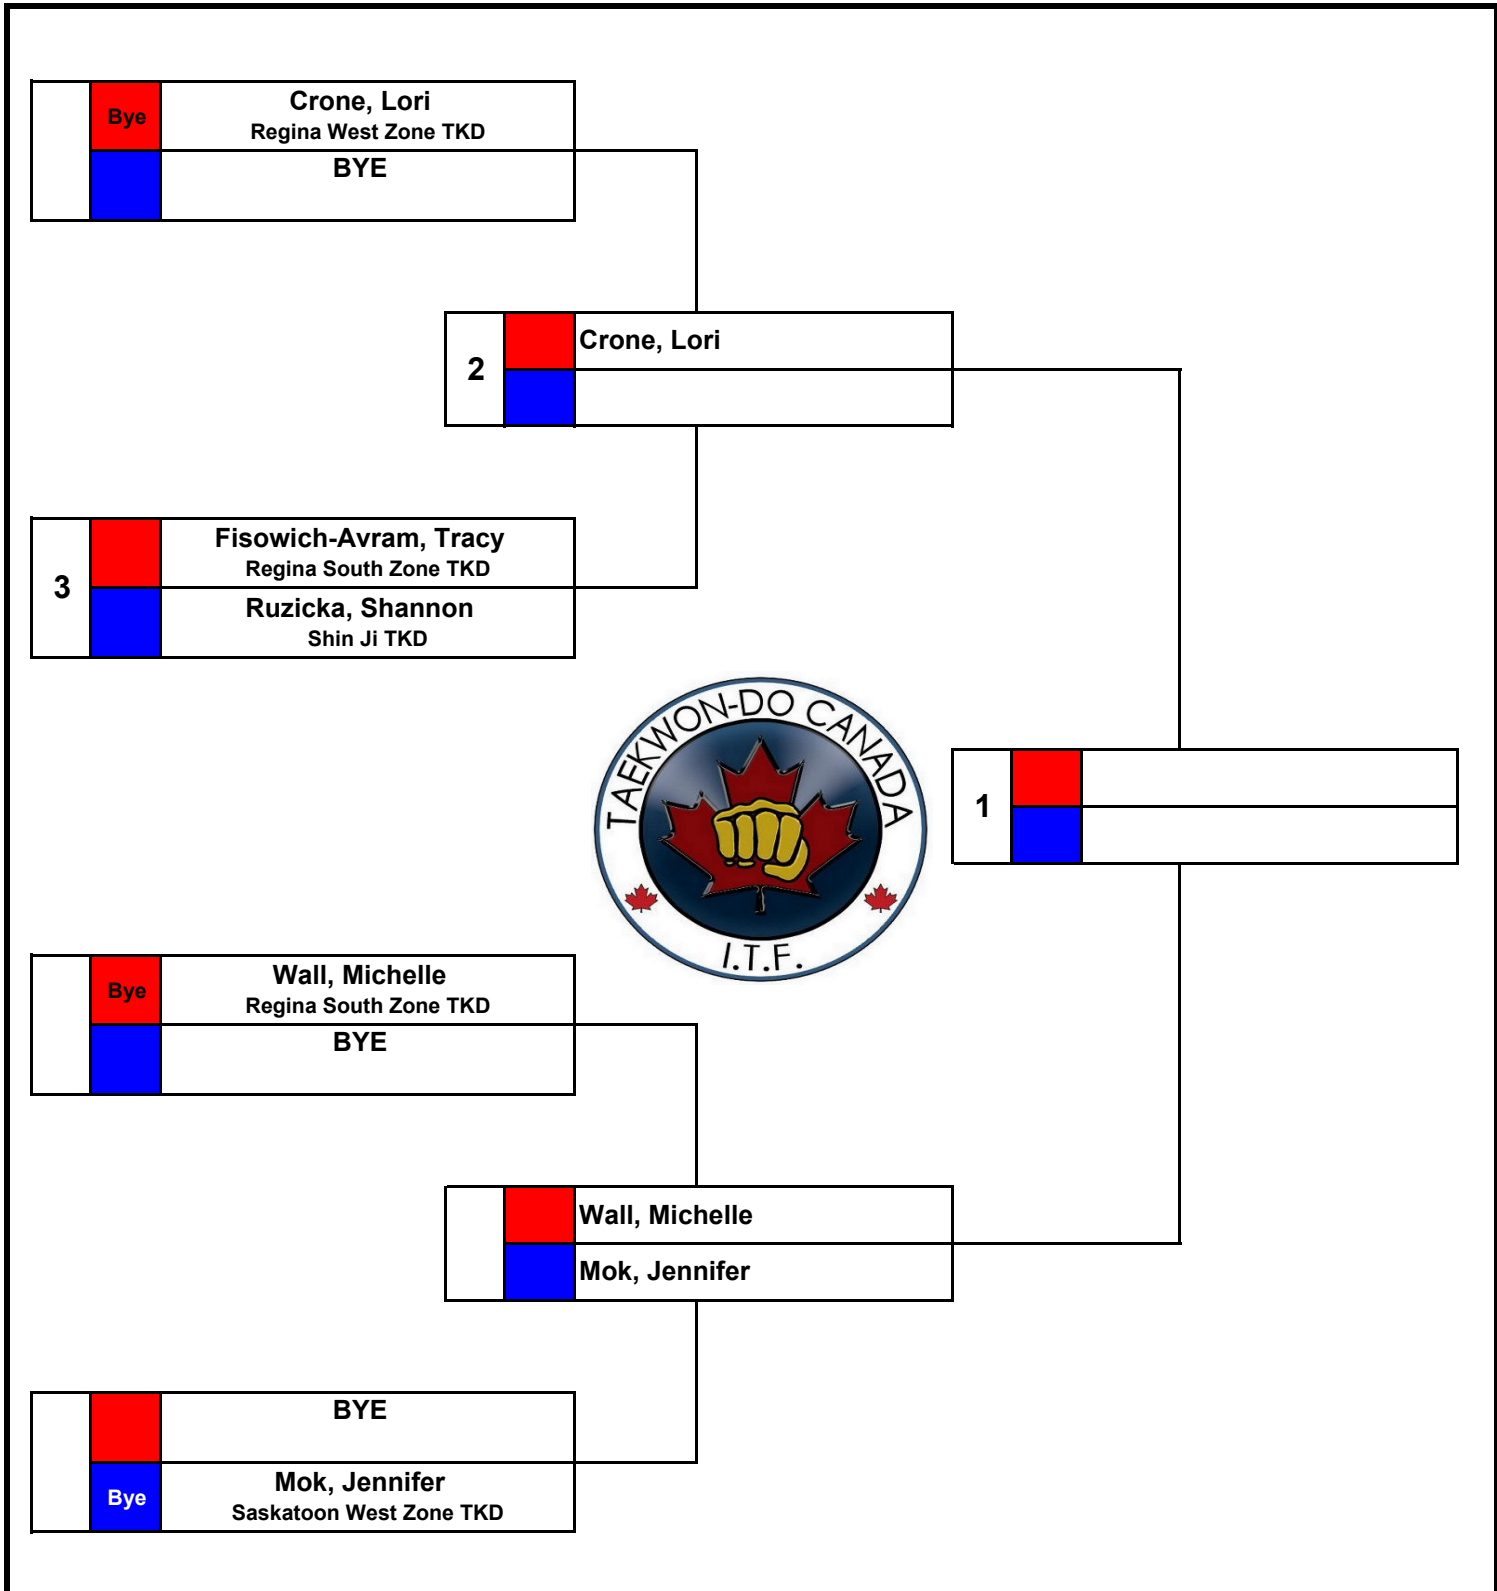 Bye
Crone, Lori
Regina West Zone TKD
BYE
2
Crone, Lori
3
Fisowich-Avram, Tracy
Regina South Zone TKD
Ruzicka, Shannon
Shin Ji TKD
TAEKWON-DO CANADA
I.T.F.
1
Bye
Wall, Michelle
Regina South Zone TKD
BYE
Wall, Michelle
Mok, Jennifer
BYE
Bye
Mok, Jennifer
Saskatoon West Zone TKD